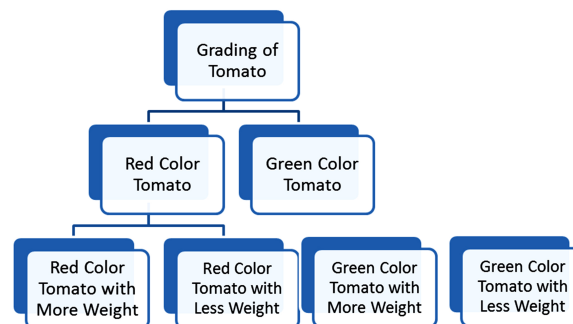 Grading of
Tomato
Red Color
Tomato
Green Color
Tomato
Red Color
Tomato with
More Weight
Red Color
Tomato with
Less Weight
Green Color
Tomato with
More Weight
Green Color
Tomato with
Less Weight